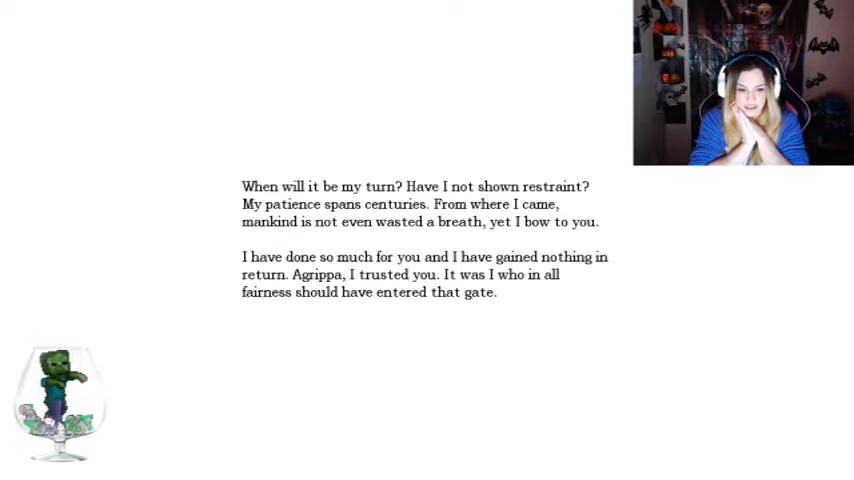 When will it be my turn? Have I not shown restraint?
My patience spans centuries. From where I came,
mankind is not even wasted a breath, yet I bow to you.
I have done so much for you and I have gained nothing in
return. Agrippa, I trusted you. It was I who in all
fairness should have entered that gate.